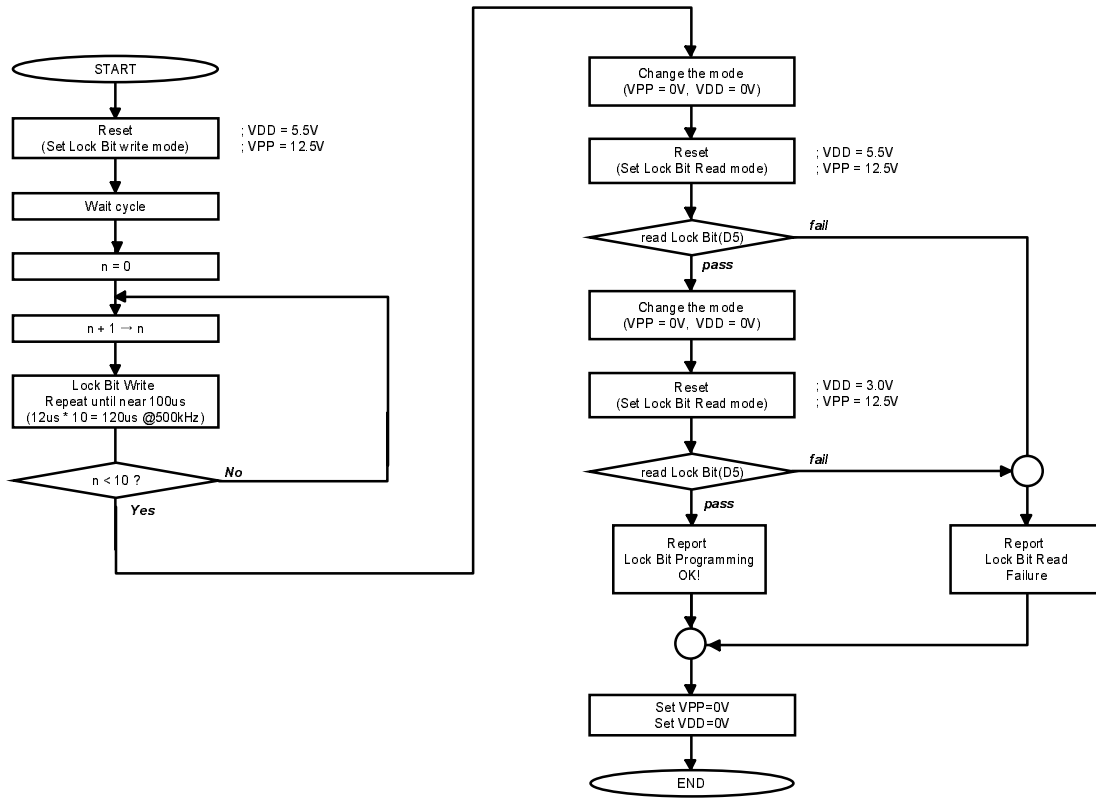 START
Reset
(Set Lock Bit write mode)
; VDD = 5.5V
; VPP = 12.5V
Wait cycle
n = 0
n + 1 → n
Lock Bit Write
Repeat until near 100us
(12us * 10 = 120us @500kHz)
n < 10 ?
No
Yes
Change the mode
(VPP = 0V, VDD = 0V)
Reset
(Set Lock Bit Read mode)
; VDD = 5.5V
; VPP = 12.5V
read Lock Bit(D5)
fail
pass
Change the mode
(VPP = 0V, VDD = 0V)
Reset
(Set Lock Bit Read mode)
; VDD = 3.0V
; VPP = 12.5V
read Lock Bit(D5)
fail
pass
Report
Lock Bit Programming
OK!
Report
Lock Bit Read
Failure
Set VPP=0V
Set VDD=0V
END